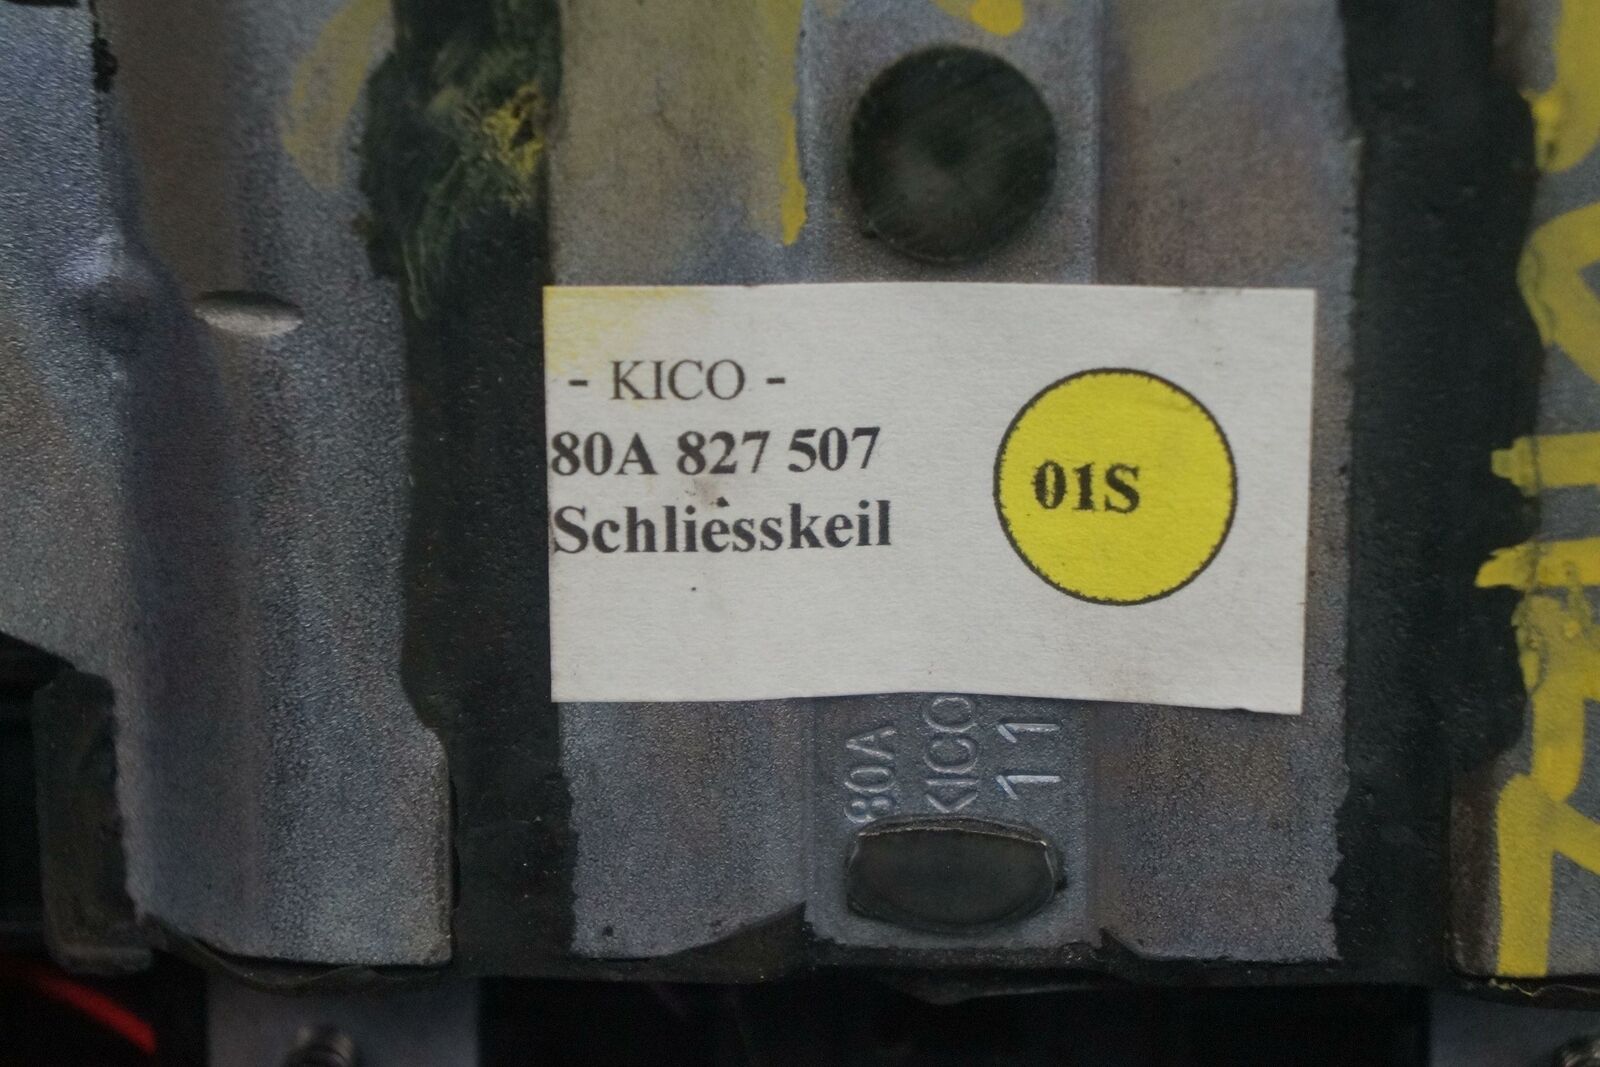 - KICO -
80A 827 507
Schliesskeil
01S
80A
KICO
11